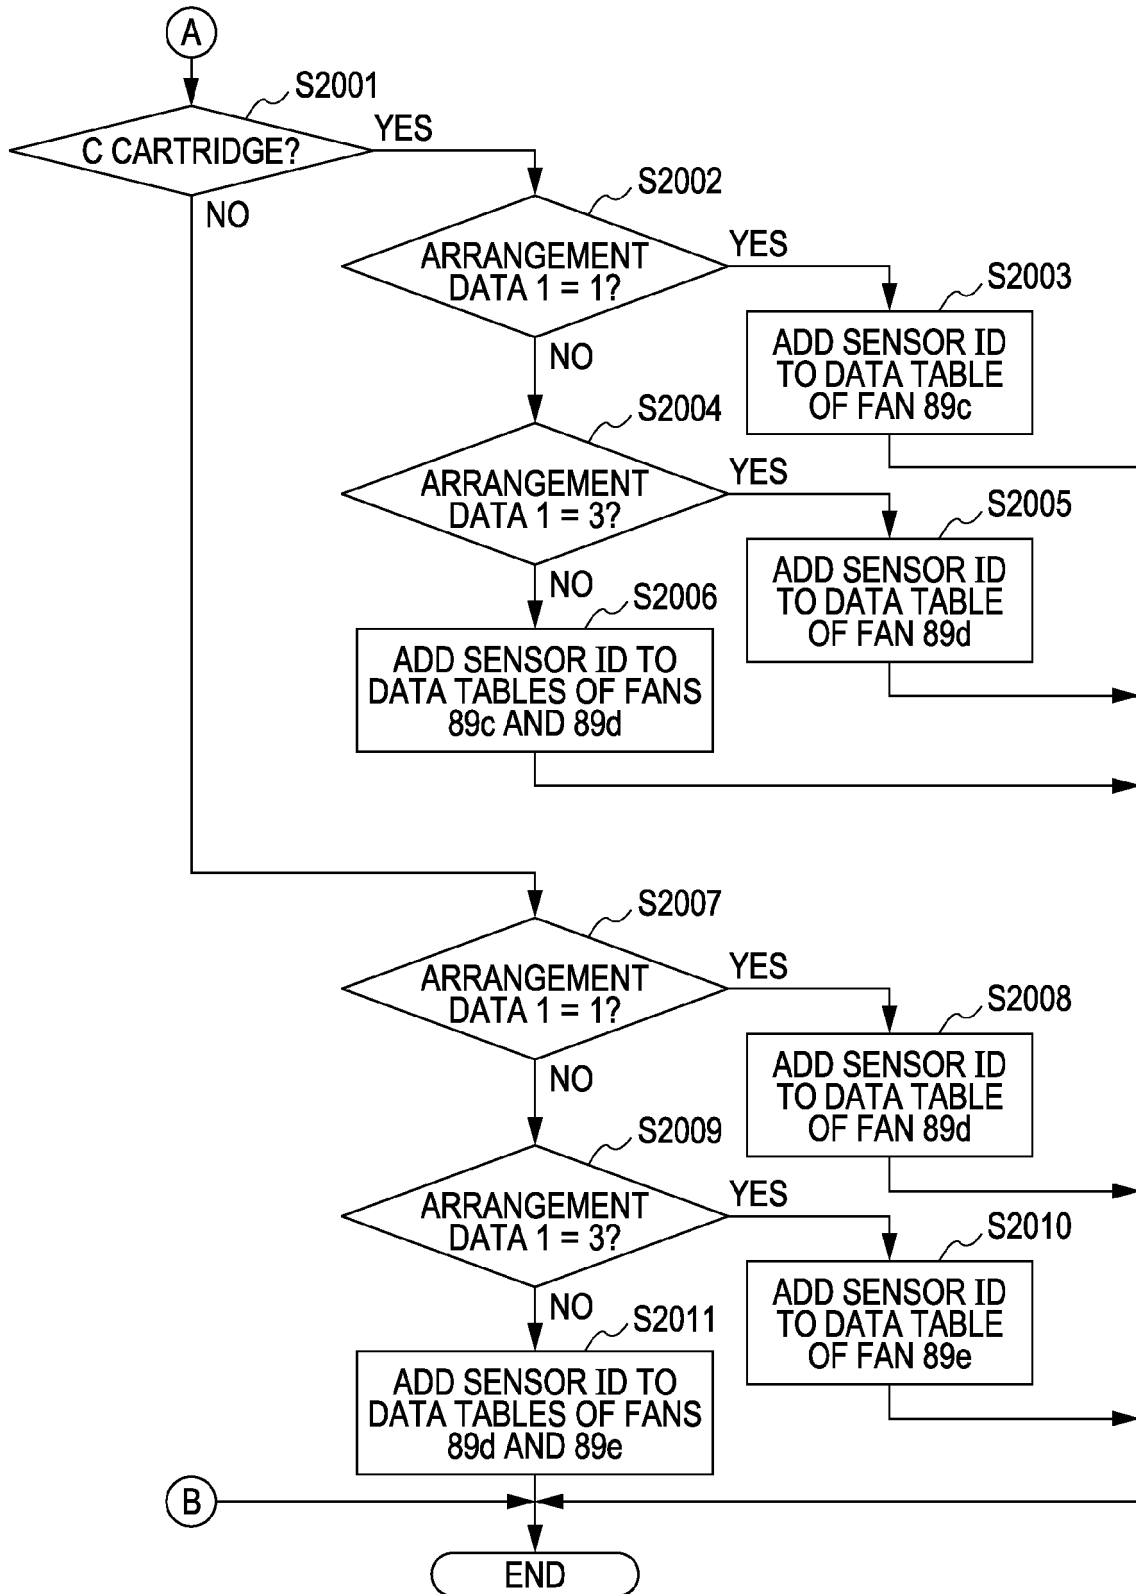 A
S2001
C CARTRIDGE?
YES
NO
S2002
ARRANGEMENT
DATA 1 = 1?
YES
NO
S2003
ADD SENSOR ID
TO DATA TABLE
OF FAN 89c
S2004
ARRANGEMENT
DATA 1 = 3?
YES
NO
S2005
ADD SENSOR ID
TO DATA TABLE
OF FAN 89d
S2006
ADD SENSOR ID TO
DATA TABLES OF FANS
89c AND 89d
S2007
ARRANGEMENT
DATA 1 = 1?
YES
NO
S2008
ADD SENSOR ID
TO DATA TABLE
OF FAN 89d
S2009
ARRANGEMENT
DATA 1 = 3?
YES
NO
S2010
ADD SENSOR ID
TO DATA TABLE
OF FAN 89e
S2011
ADD SENSOR ID TO
DATA TABLES OF FANS
89d AND 89e
B
END